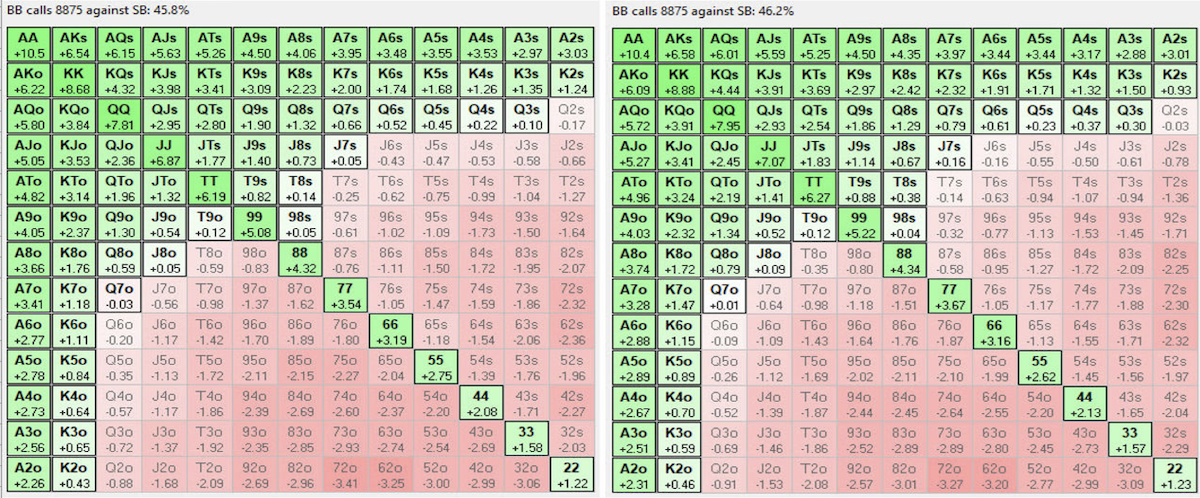 BB calls 8875 against SB: 45.8%
AA AKs AQs AJs ATs A9s A8s A7s A6s A5s A4s A3s A2s
+10.5 +6.54 +6.15 +5.63 +5.26 +4.50 +4.06 +3.95 +3.48 +3.55 +3.53 +2.97 +3.03
AKo KK KQs KJs KTs K9s K8s K7s K6s K5s K4s K3s K2s
+6.22 +8.68 +4.32 +3.98 +3.41 +3.09 +2.23 +2.00 +1.74 +1.68 +1.26 +1.35 +1.24
AQo KQo QQ QJs QTs Q9s Q8s Q7s Q6s Q5s Q4s Q3s Q2s
+5.80 +3.84 +7.81 +2.95 +2.80 +1.90 +1.32 +0.66 +0.52 +0.45 +0.22 +0.10 -0.17
AJo KJo QJo JJ JTs J9s J8s J7s J6s J5s J4s J3s J2s
+5.05 +3.53 +2.36 +6.87 +1.77 +1.40 +0.73 +0.05 -0.43 -0.47 -0.53 -0.58 -0.66
ATo KTo QTo JTo TT T9s T8s T7s T6s T5s T4s T3s T2s
+4.82 +3.14 +1.96 +1.32 +6.19 +0.82 +0.14 -0.25 -0.62 -0.75 -0.99 -1.04 -1.27
A9o K9o Q9o J9o T9o 99 98s 97s 96s 95s 94s 93s 92s
+4.05 +2.37 +1.30 +0.54 +0.12 +5.08 +0.05 -0.61 -1.02 -1.09 -1.73 -1.50 -1.64
A8o K8o Q8o J8o T8o 98o 88 87s 86s 85s 84s 83s 82s
+3.66 +1.76 +0.59 +0.05 -0.59 -0.83 +4.32 -0.76 -1.11 -1.50 -1.72 -1.95 -2.07
A7o K7o Q7o J7o T7o 97o 87o 77 76s 75s 74s 73s 72s
+3.41 +1.18 -0.03 -0.56 -0.98 -1.37 -1.62 +3.54 -1.05 -1.47 -1.59 -1.86 -2.32
A6o K6o Q6o J6o T6o 96o 86o 76o 66 65s 64s 63s 62s
+2.77 +1.11 -0.20 -1.17 -1.42 -1.70 -1.89 -1.80 +3.19 -1.18 -1.54 -2.06 -2.36
A5o K5o Q5o J5o T5o 95o 85o 75o 65o 55 54s 53s 52s
+2.78 +0.84 -0.35 -1.13 -1.72 -2.11 -2.15 -2.27 -2.04 +2.75 -1.39 -1.76 -1.96
A4o K4o Q4o J4o T4o 94o 84o 74o 64o 54o 44 43s 42s
+2.73 +0.64 -0.57 -1.17 -1.86 -2.39 -2.69 -2.60 -2.37 -2.20 +2.08 -1.71 -2.27
A3o K3o Q3o J3o T3o 93o 83o 73o 63o 53o 43o 33 32s
+2.56 +0.65 -0.72 -1.37 -1.92 -2.35 -2.85 -2.93 -2.74 -2.54 -2.69 +1.58 -2.03
A2o K2o Q2o J2o T2o 92o 82o 72o 62o 52o 42o 32o 22
+2.26 +0.43 -0.88 -1.68 -2.09 -2.69 -2.96 -3.41 -3.25 -3.00 -2.99 -3.06 +1.22
BB calls 8875 against SB: 46.2%
AA AKs AQs AJs ATs A9s A8s A7s A6s A5s A4s A3s A2s
+10.4 +6.58 +6.01 +5.59 +5.25 +4.50 +4.35 +3.97 +3.44 +3.44 +3.17 +2.88 +3.01
AKo KK KQs KJs KTs K9s K8s K7s K6s K5s K4s K3s K2s
+6.09 +8.88 +4.44 +3.91 +3.69 +2.97 +2.42 +2.32 +1.91 +1.71 +1.32 +1.50 +0.93
AQo KQo QQ QJs QTs Q9s Q8s Q7s Q6s Q5s Q4s Q3s Q2s
+5.72 +3.91 +7.95 +2.93 +2.54 +1.86 +1.29 +0.79 +0.61 +0.23 +0.37 +0.30 -0.03
AJo KJo QJo JJ JTs J9s J8s J7s J6s J5s J4s J3s J2s
+5.27 +3.41 +2.45 +7.07 +1.83 +1.14 +0.67 +0.16 -0.16 -0.55 -0.50 -0.61 -0.78
ATo KTo QTo JTo TT T9s T8s T7s T6s T5s T4s T3s T2s
+4.96 +3.24 +2.19 +1.41 +6.27 +0.88 +0.38 -0.14 -0.63 -0.94 -1.07 -0.94 -1.36
A9o K9o Q9o J9o T9o 99 98s 97s 96s 95s 94s 93s 92s
+4.03 +2.32 +1.34 +0.52 +0.12 +5.22 +0.04 -0.32 -0.77 -1.13 -1.53 -1.45 -1.71
A8o K8o Q8o J8o T8o 98o 88 87s 86s 85s 84s 83s 82s
+3.74 +1.72 +0.79 +0.09 -0.35 -0.80 +4.34 -0.58 -0.95 -1.27 -1.72 -2.09 -2.25
A7o K7o Q7o J7o T7o 97o 87o 77 76s 75s 74s 73s 72s
+3.28 +1.47 +0.01 -0.64 -0.98 -1.18 -1.51 +3.67 -1.05 -1.17 -1.77 -1.88 -2.30
A6o K6o Q6o J6o T6o 96o 86o 76o 66 65s 64s 63s 62s
+2.88 +1.15 -0.09 -1.09 -1.43 -1.64 -1.76 -1.87 +3.16 -1.13 -1.55 -1.71 -2.32
A5o K5o Q5o J5o T5o 95o 85o 75o 65o 55 54s 53s 52s
+2.89 +0.89 -0.26 -1.12 -1.69 -2.02 -2.11 -2.10 -1.99 +2.62 -1.45 -1.56 -1.97
A4o K4o Q4o J4o T4o 94o 84o 74o 64o 54o 44 43s 42s
+2.67 +0.70 -0.52 -1.39 -1.87 -2.44 -2.45 -2.64 -2.55 -2.20 +2.13 -1.65 -2.04
A3o K3o Q3o J3o T3o 93o 83o 73o 63o 53o 43o 33 32s
+2.51 +0.59 -0.69 -1.28 -1.86 -2.52 -2.89 -2.89 -2.80 -2.45 -2.73 +1.57 -2.29
A2o K2o Q2o J2o T2o 92o 82o 72o 62o 52o 42o 32o 22
+2.31 +0.46 -0.91 -1.53 -2.08 -2.57 -3.01 -3.27 -3.20 -2.77 -2.77 -3.09 +1.23